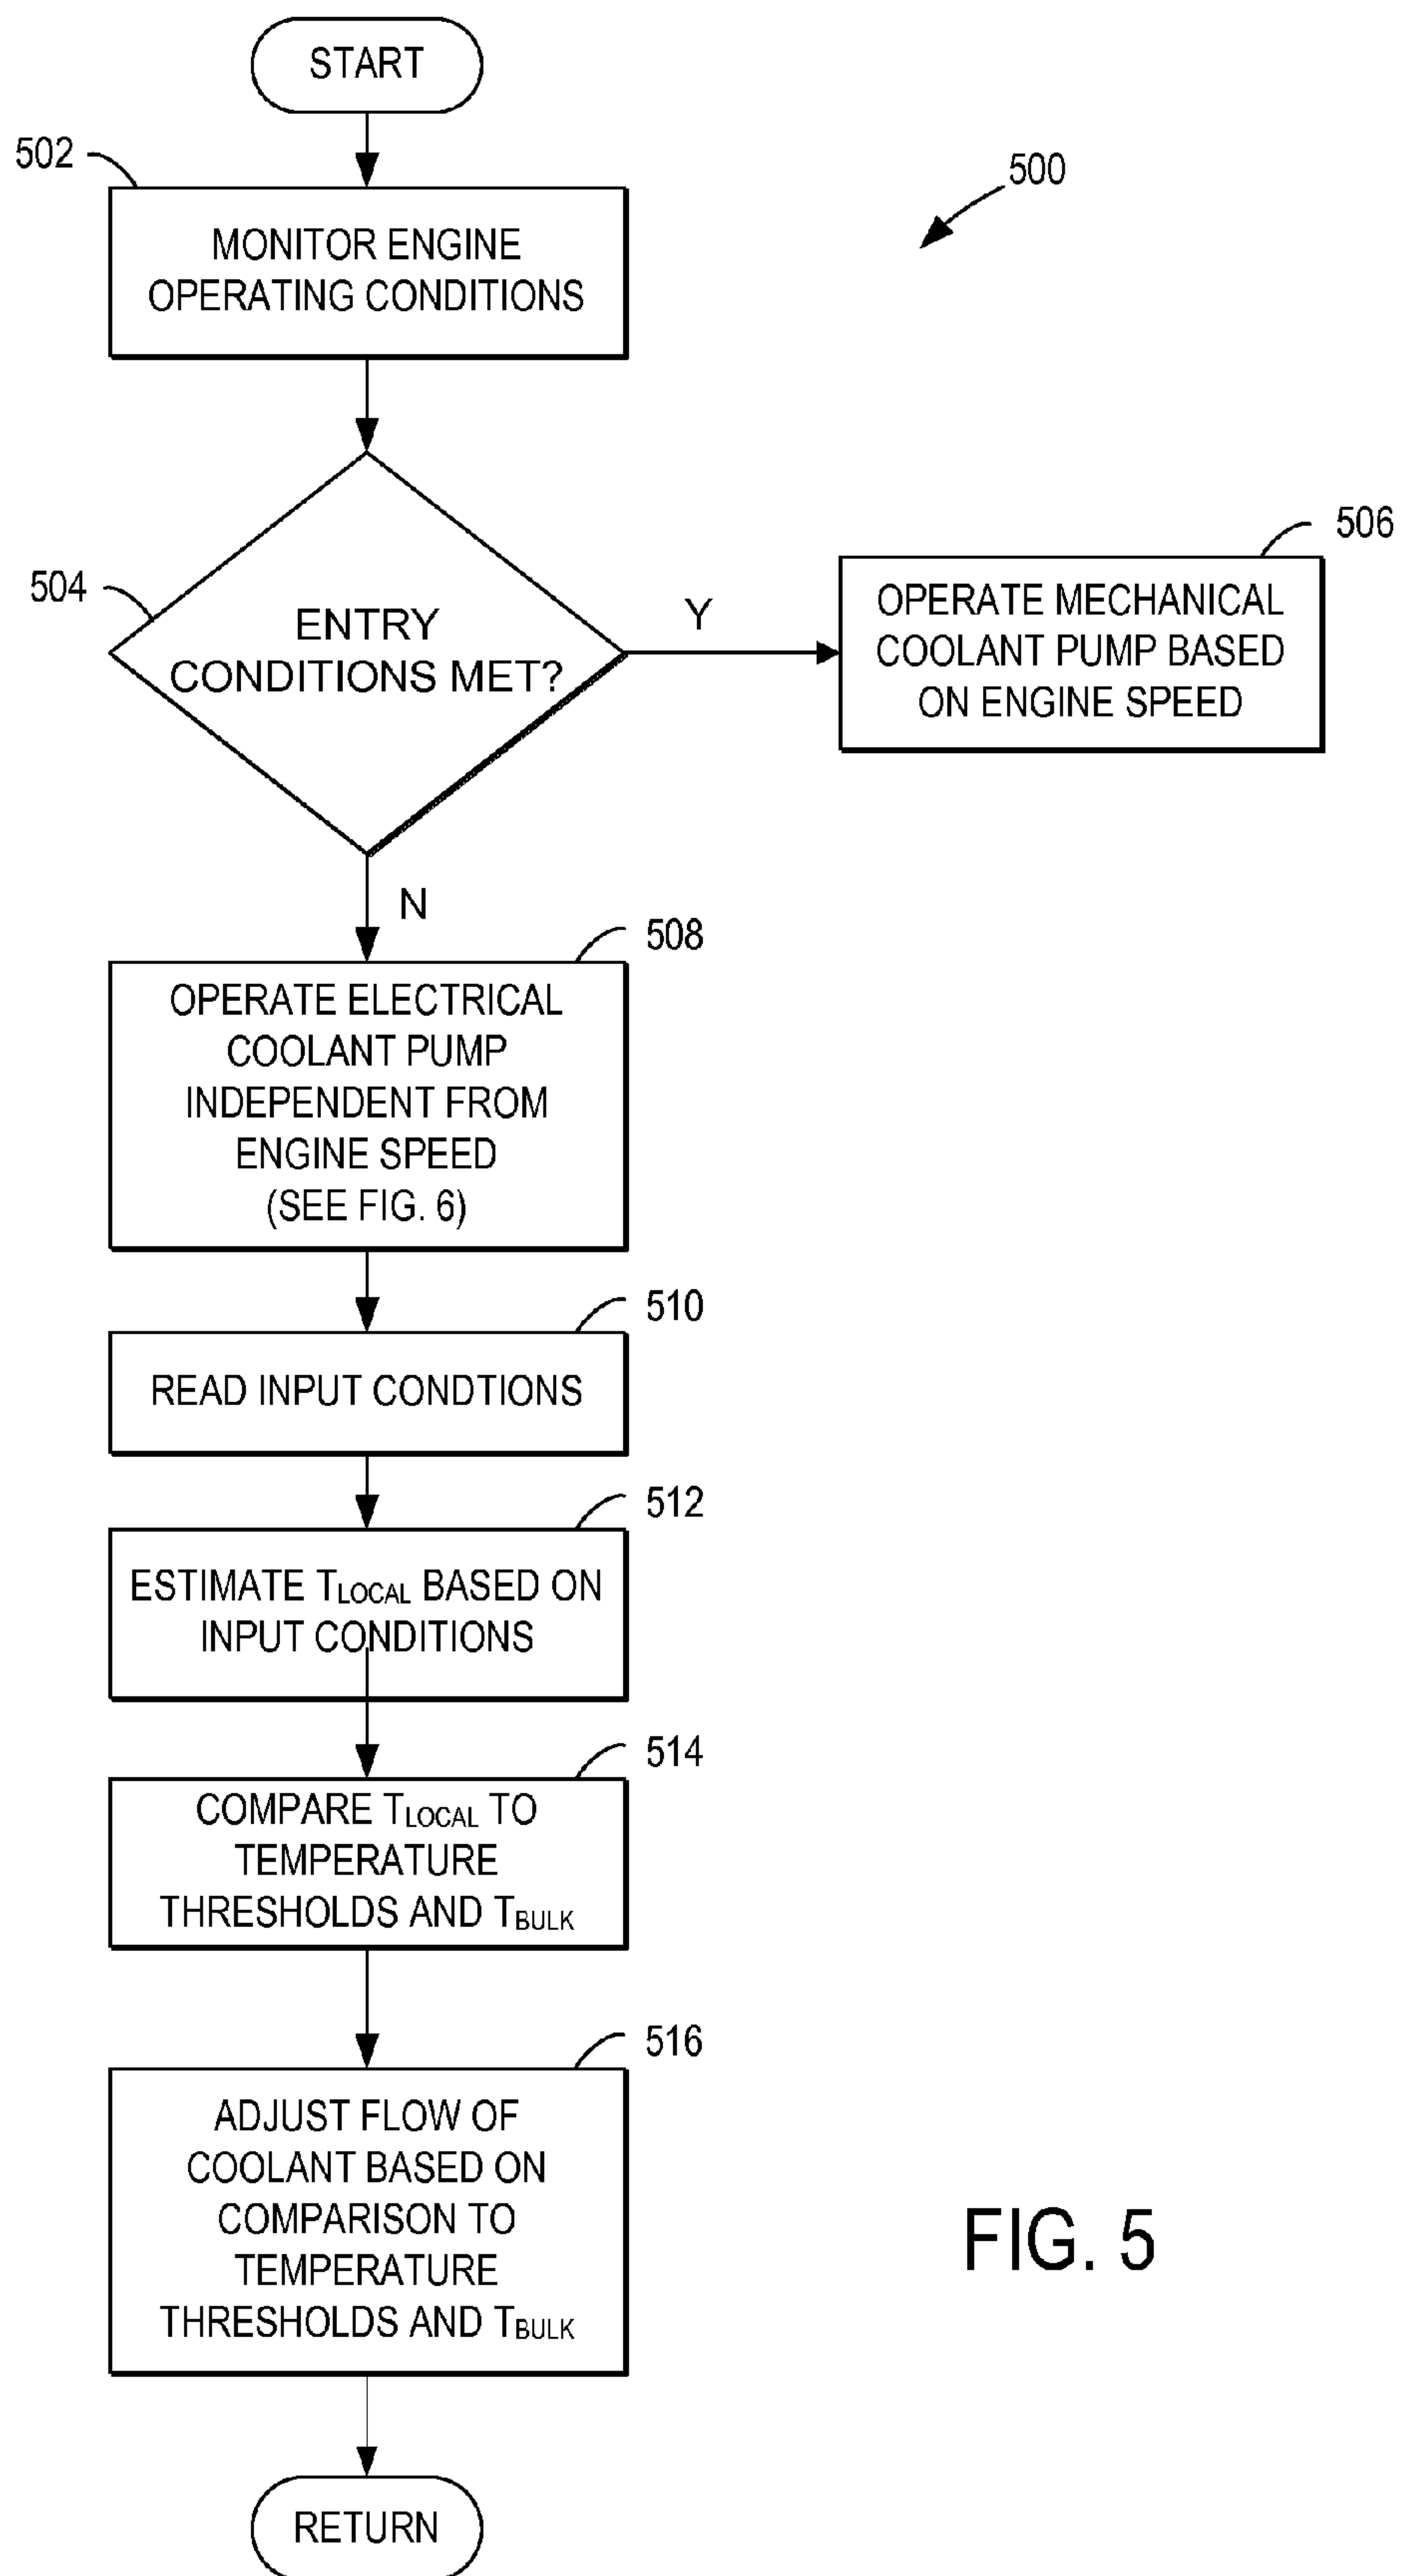 START
502
500
MONITOR ENGINE
OPERATING CONDITIONS
504
ENTRY
CONDITIONS MET?
Y
506
OPERATE MECHANICAL
COOLANT PUMP BASED
ON ENGINE SPEED
N
508
OPERATE ELECTRICAL
COOLANT PUMP
INDEPENDENT FROM
ENGINE SPEED
(SEE FIG. 6)
510
READ INPUT CONDTIONS
512
ESTIMATE TLOCAL BASED ON
INPUT CONDITIONS
514
COMPARE TLOCAL TO
TEMPERATURE
THRESHOLDS AND TBULK
516
ADJUST FLOW OF
COOLANT BASED ON
COMPARISON TO
TEMPERATURE
THRESHOLDS AND TBULK
FIG. 5
RETURN